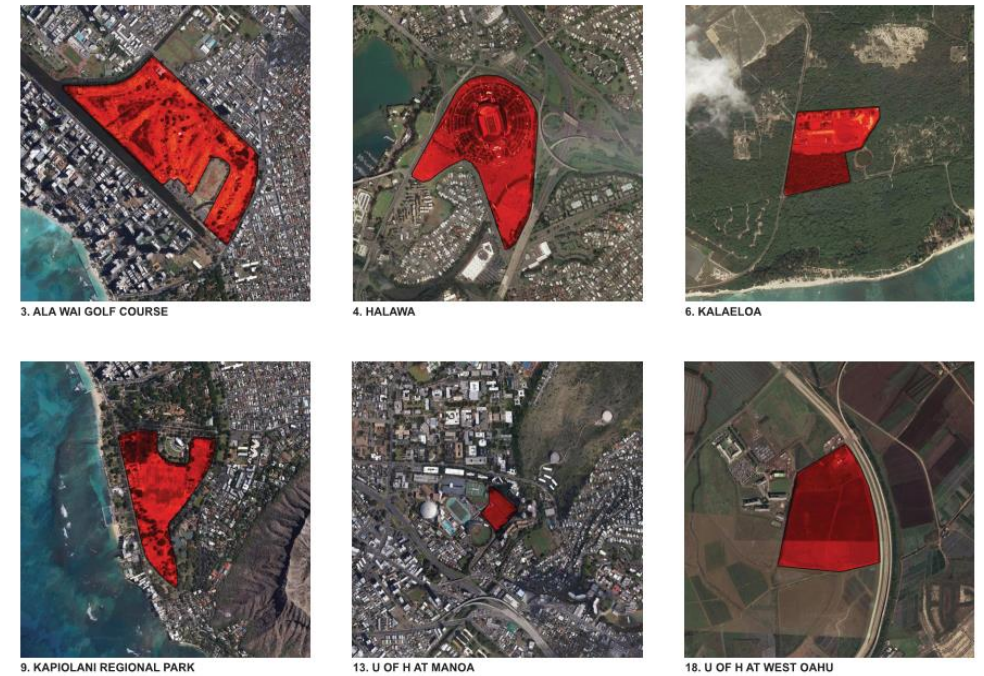 3. ALA WAI GOLF COURSE
4. HALAWA
6. KALAELOA
9. KAPIOLANI REGIONAL PARK
13. U OF H AT MANOA
18. U OF H AT WEST OAHU